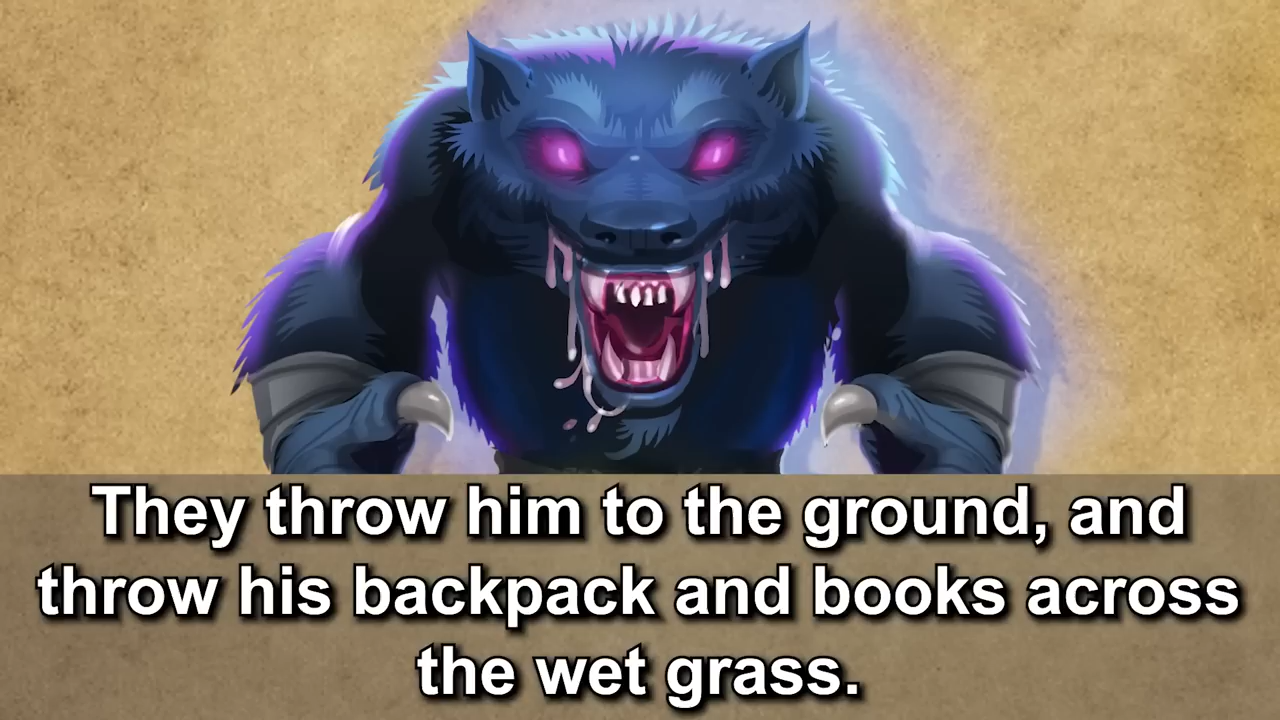 They throw him to the ground, and
throw his backpack and books across
the wet grass.